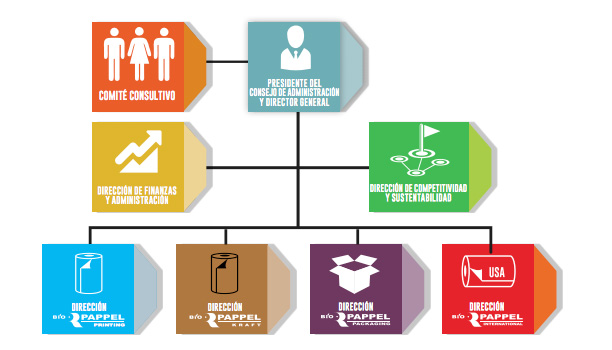 COMITÉ CONSULTIVO
PRESIDENTE DEL
CONSEJO DE ADMINISTRACIÓN
Y DIRECTOR GENERAL
DIRECCIÓN DE FINANZAS
Y ADMINISTRACIÓN
DIRECCIÓN DE COMPETITIVIDAD
Y SUSTENTABILIDAD
DIRECCIÓN
BIO PAPPEL
PRINTING
DIRECCIÓN
BIO PAPPEL
KRAFT
DIRECCIÓN
BIO PAPPEL
PACKAGING
USA
DIRECCIÓN
BIO PAPPEL
INTERNATIONAL